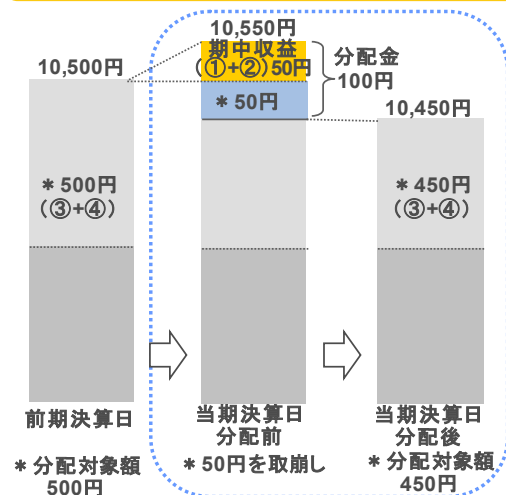 10,550円
10,500円
期中収益
(①+②)50円
分配金
100円
＊50円
10,450円
＊500円
(③+④)
＊450円
(③+④)
前期決算日
当期決算日
分配前
当期決算日
分配後
＊分配対象額
500円
＊50円を取崩し
＊分配対象額
450円